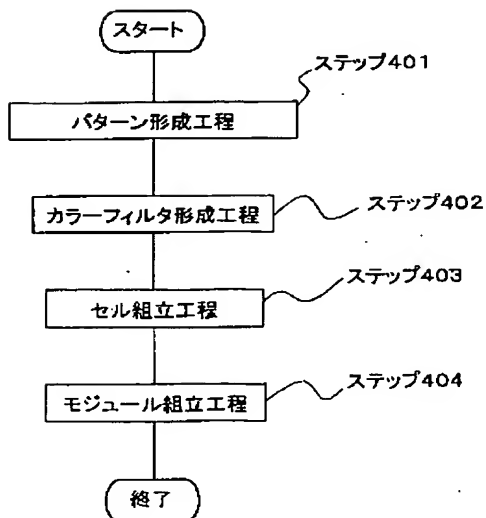 スタート
ステップ401
パターン形成工程
ステップ402
カラーフィルタ形成工程
ステップ403
セル組立工程
ステップ404
モジュール組立工程
終了